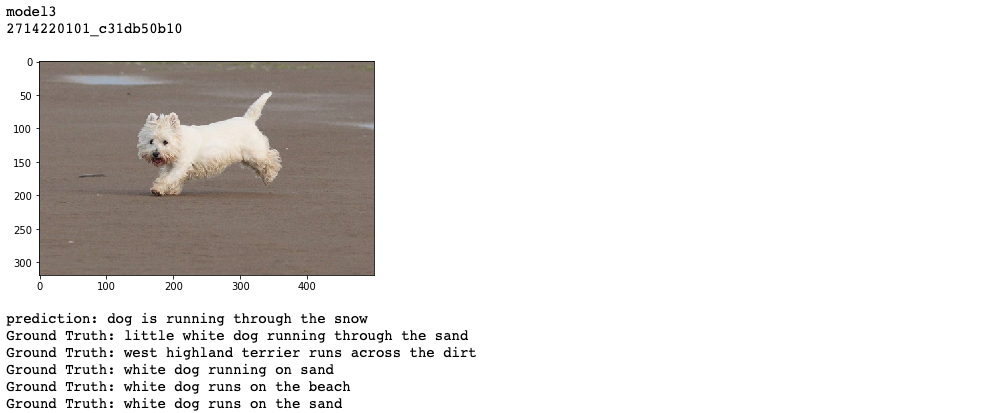 model3
2714220101_c31db50b10
0
50
100
150
200
250
300
0 100 200 300 400
prediction: dog is running through the snow
Ground Truth: little white dog running through the sand
Ground Truth: west highland terrier runs across the dirt
Ground Truth: white dog running on sand
Ground Truth: white dog runs on the beach
Ground Truth: white dog runs on the sand